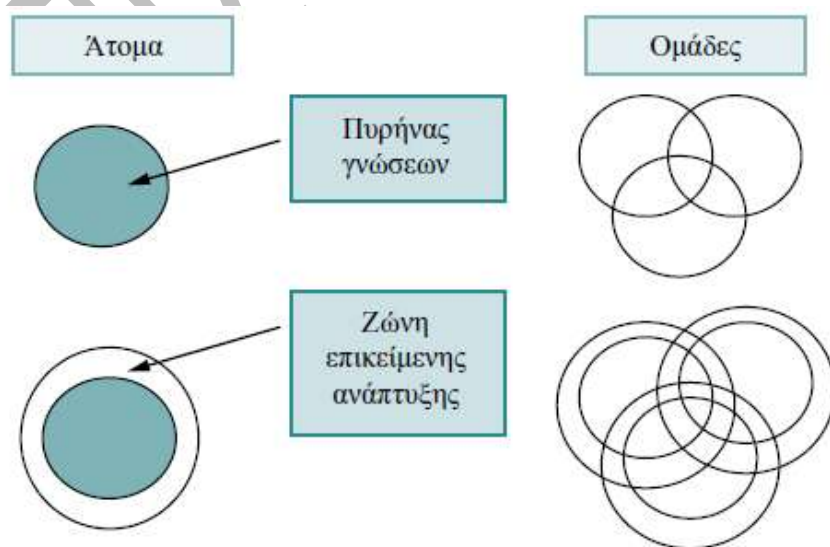 Άτομα
Ομάδες
Πυρήνας
γνώσεων
Ζώνη
επικείμενης
ανάπτυξης